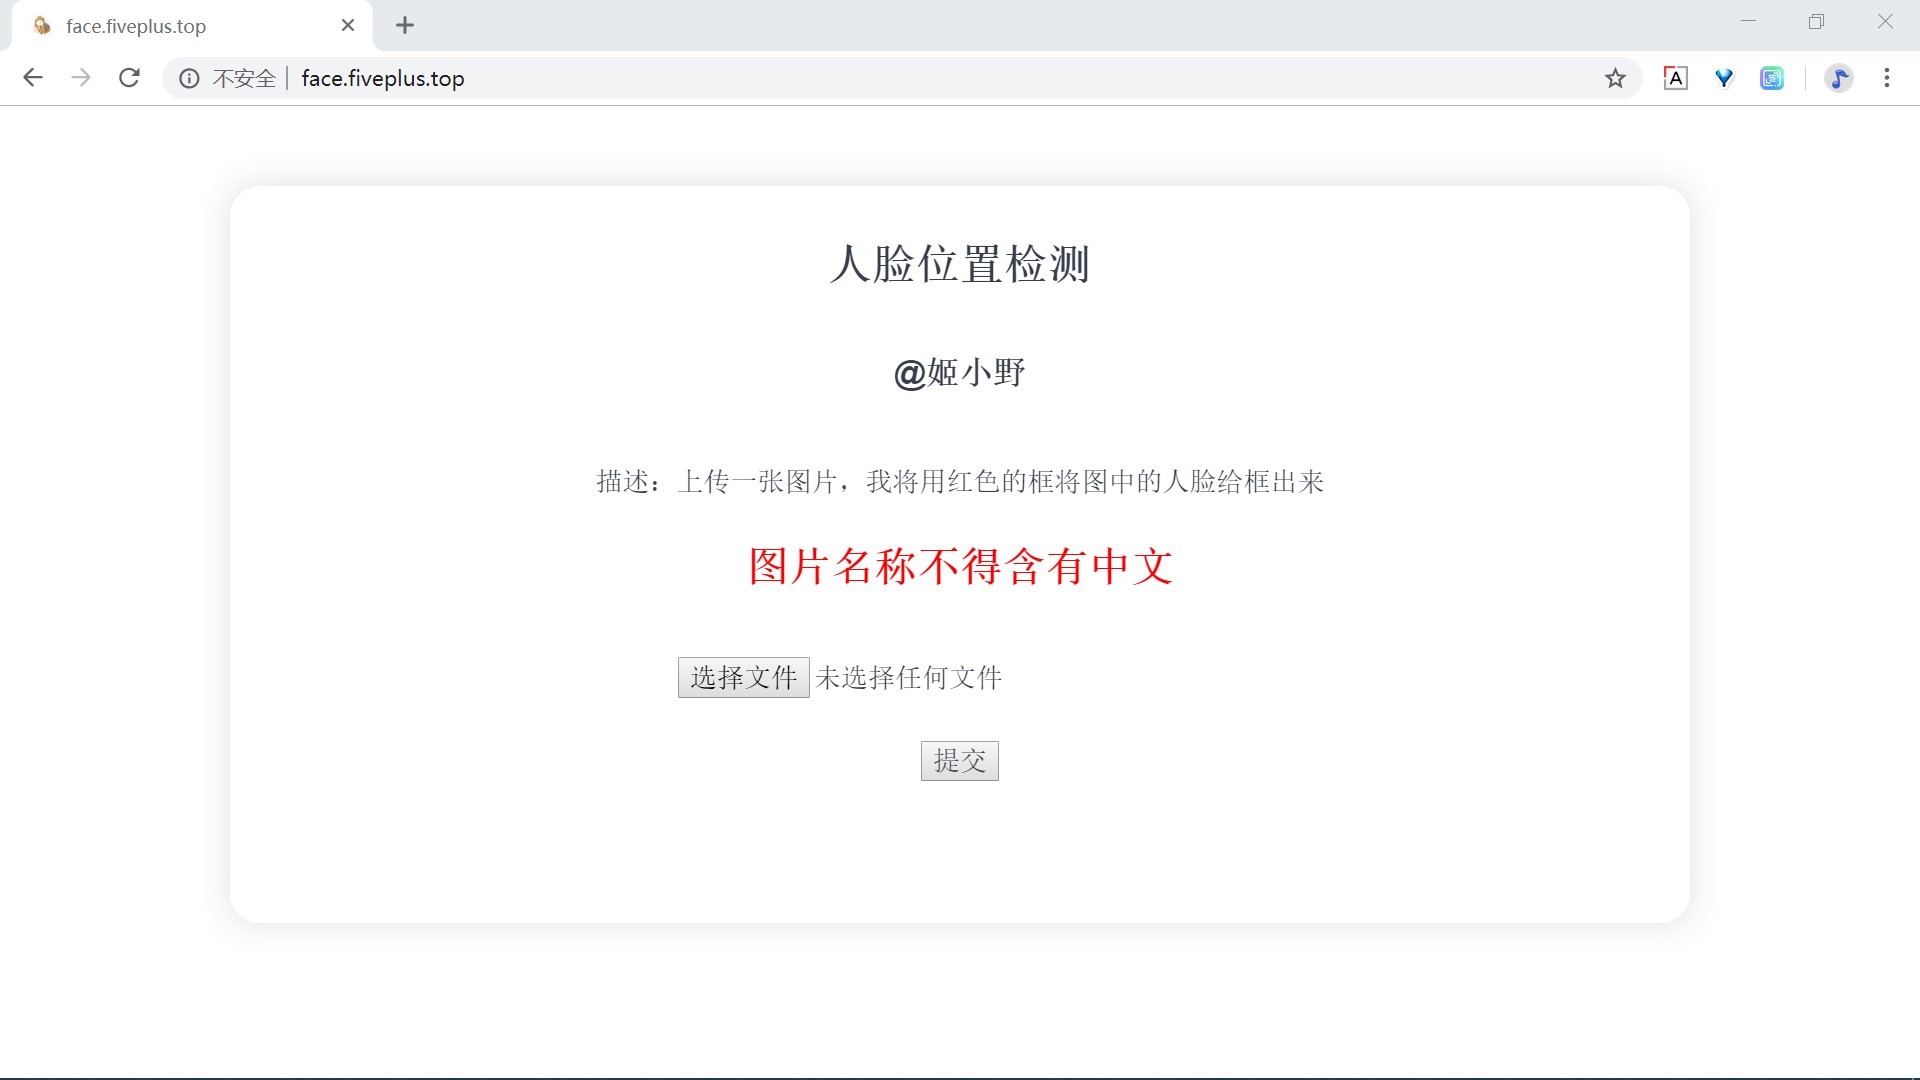 face.fiveplus.top
不安全 | face.fiveplus.top
人脸位置检测
@姬小野
描述：上传一张图片，我将用红色的框将图中的人脸给框出来
图片名称不得含有中文
选择文件 未选择任何文件
提交